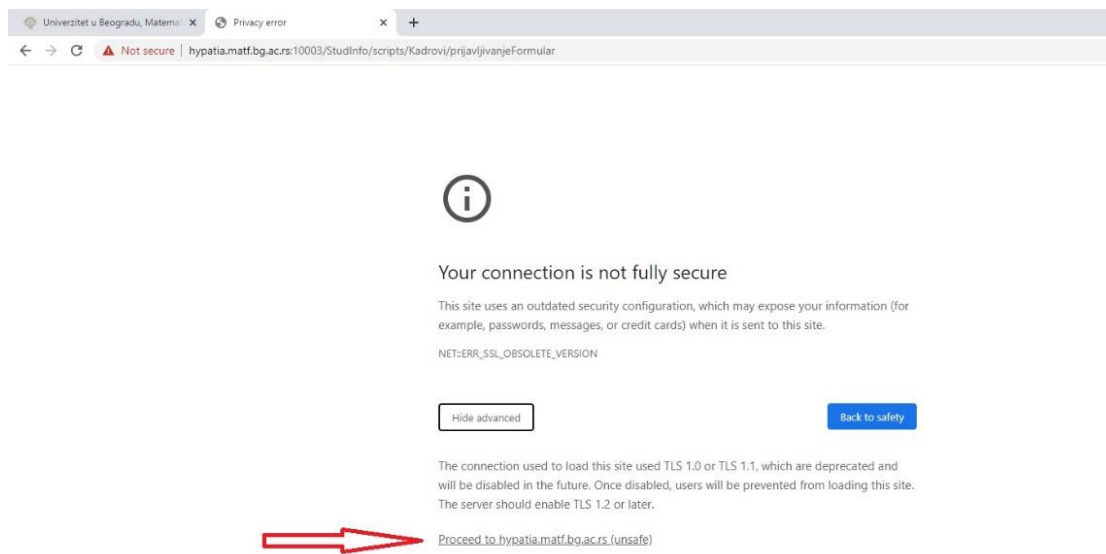 Univerzitet u Beogradu, Matema
Privacy error
Not secure | hypatia.matf.bg.ac.rs:10003/StudInfo/scripts/Kadrovi/prijavljivanjeFormular
Your connection is not fully secure
This site uses an outdated security configuration, which may expose your information (for
example, passwords, messages, or credit cards) when it is sent to this site.
NET::ERR_SSL_OBSOLETE_VERSION
Hide advanced
Back to safety
The connection used to load this site used TLS 1.0 or TLS 1.1, which are deprecated and
will be disabled in the future. Once disabled, users will be prevented from loading this site.
The server should enable TLS 1.2 or later.
Proceed to hypatia.matf.bg.ac.rs (unsafe)